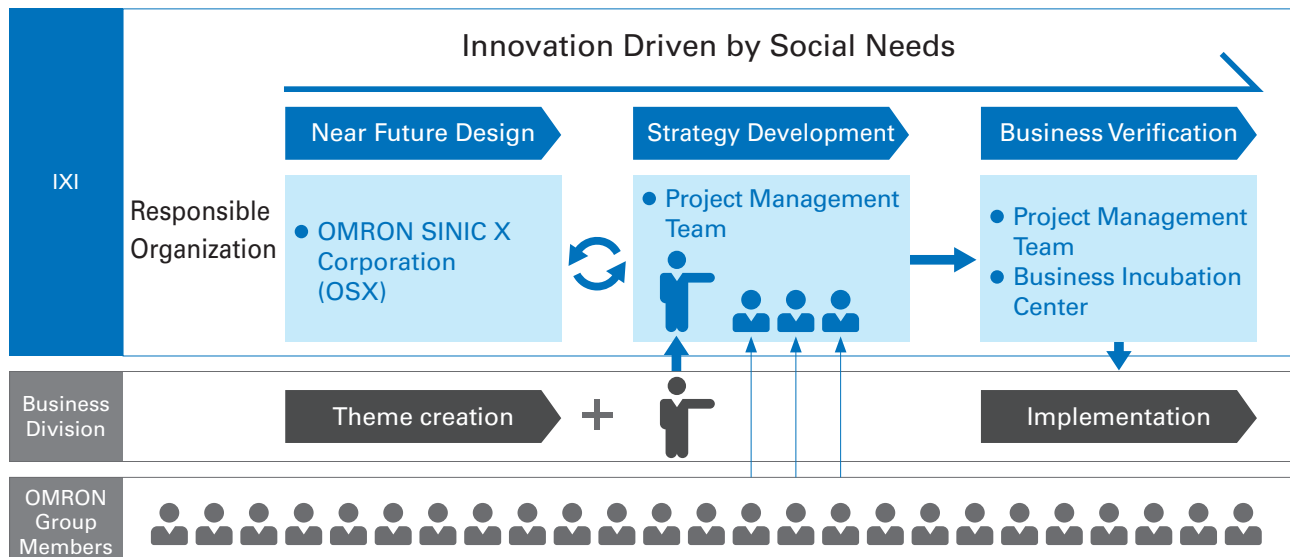 Innovation Driven by Social Needs
IXI
Responsible
Organization
Near Future Design
Strategy Development
Business Verification
● OMRON SINIC X
Corporation
(OSX)
● Project Management
Team
● Project Management
Team
● Business Incubation
Center
Business
Division
Theme creation
+
Implementation
OMRON
Group
Members